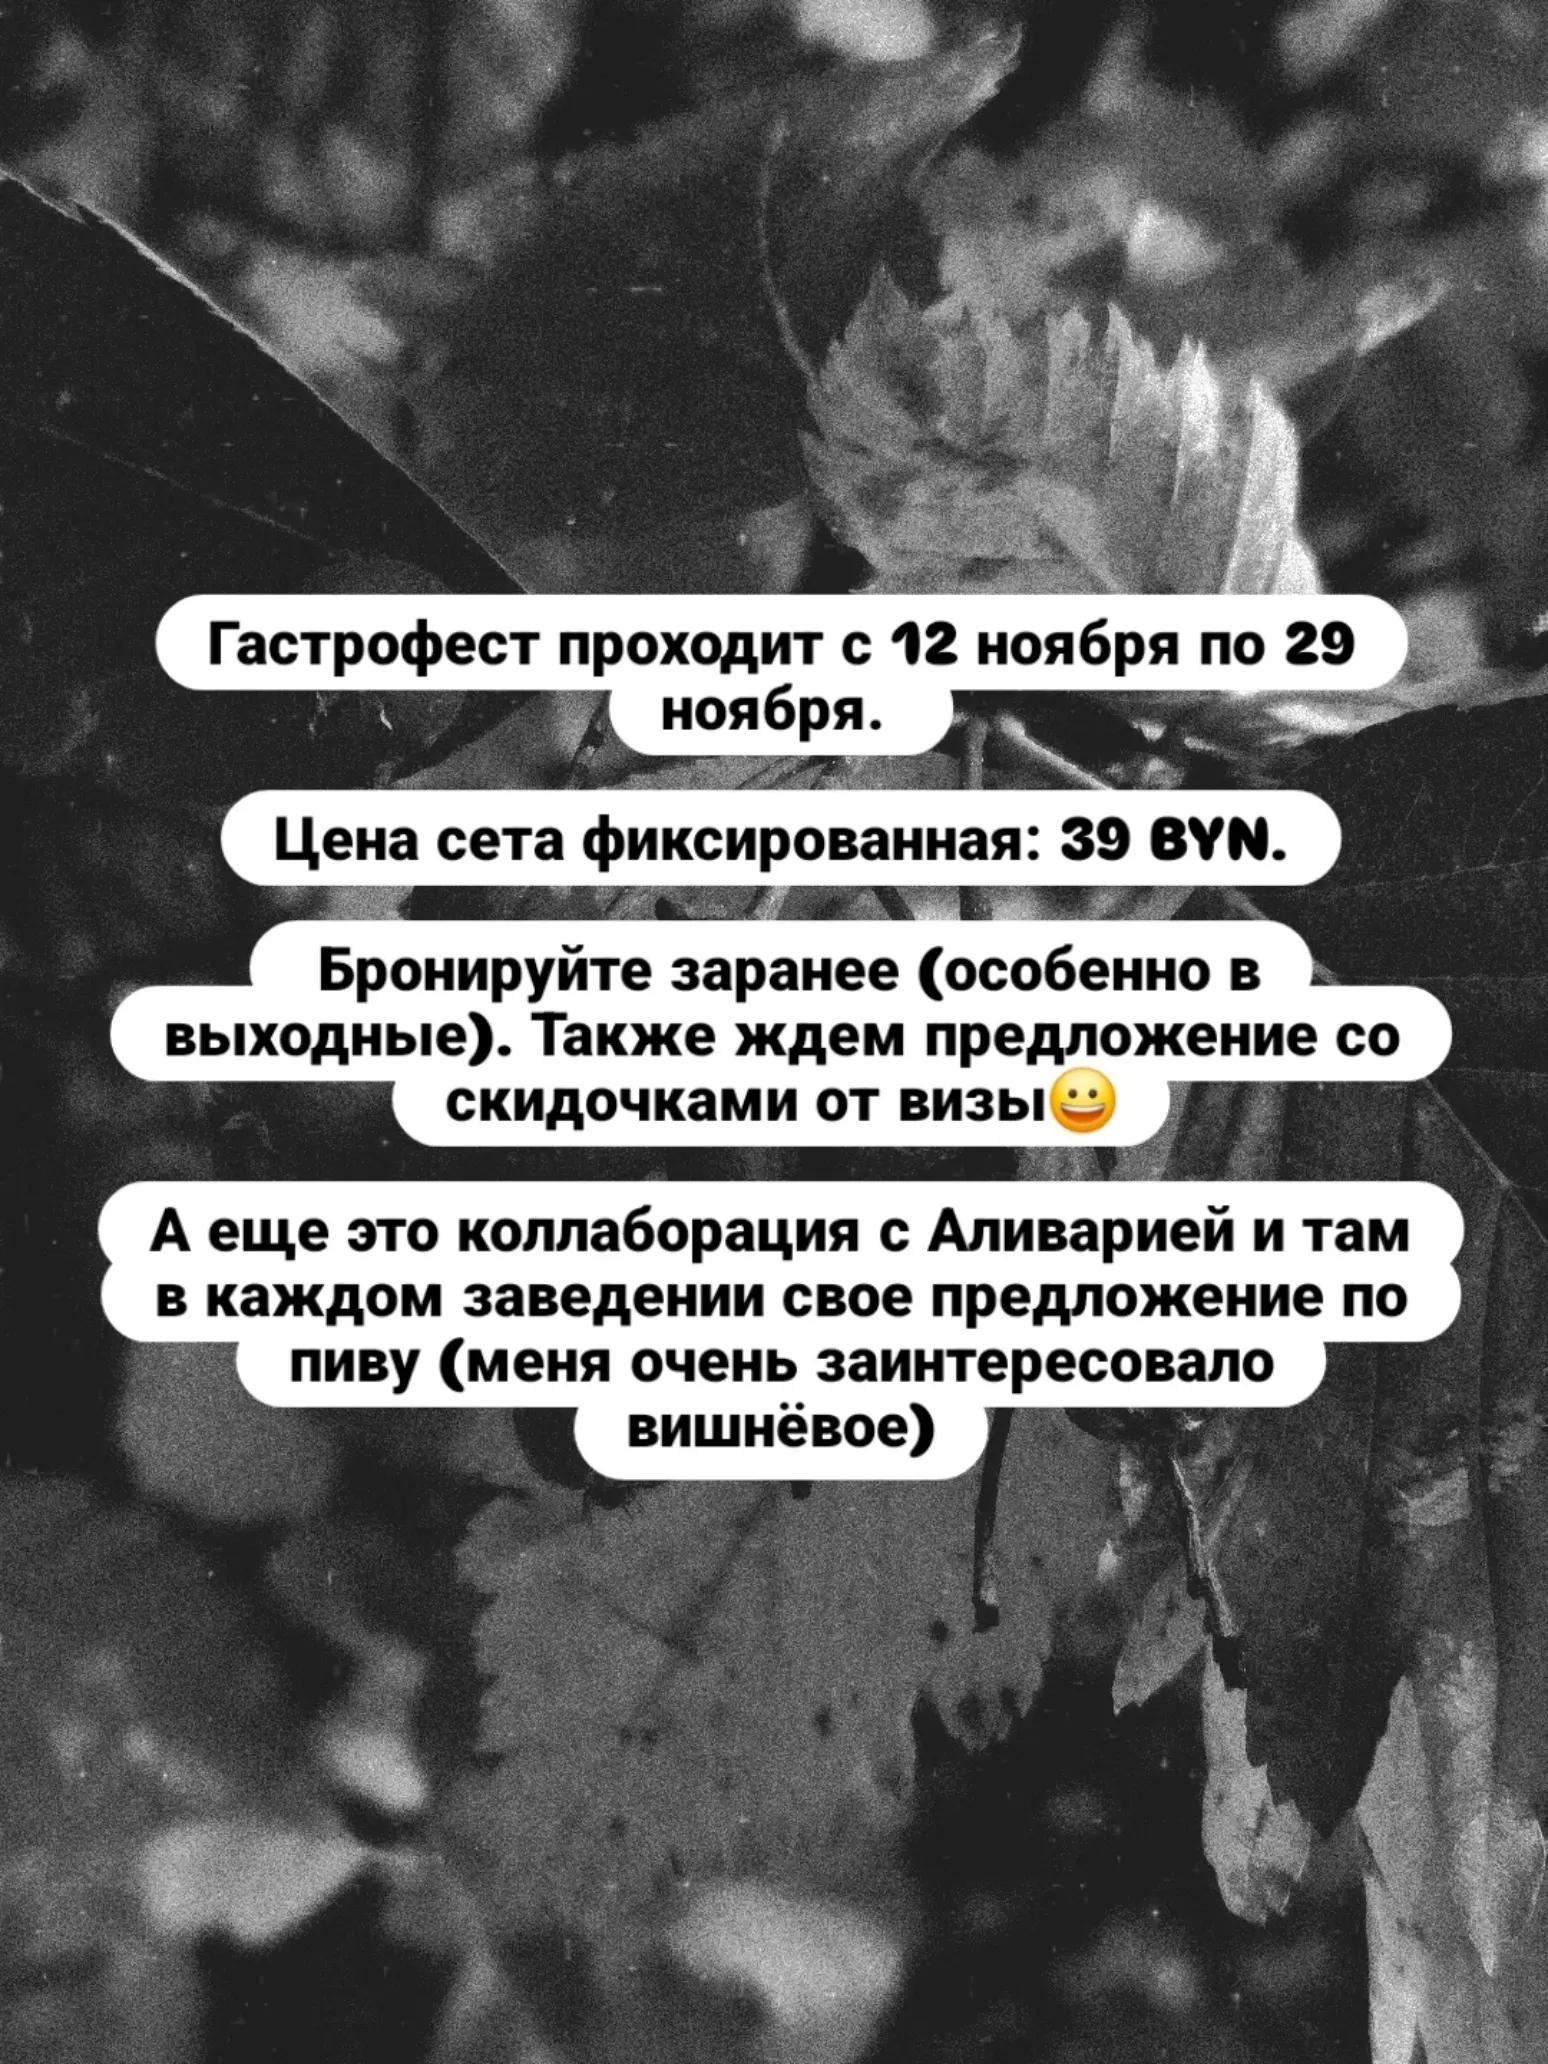 Гастрофест проходит с 12 ноября по 29
ноября.
Цена сета фиксированная: 39 BYN.
Бронируйте заранее (особенно в
выходные). Также ждем предложение со
скидочками от визы😀
А еще это коллаборация с Аливарией и там
в каждом заведении свое предложение по
пиву (меня очень заинтересовало
вишнёвое)